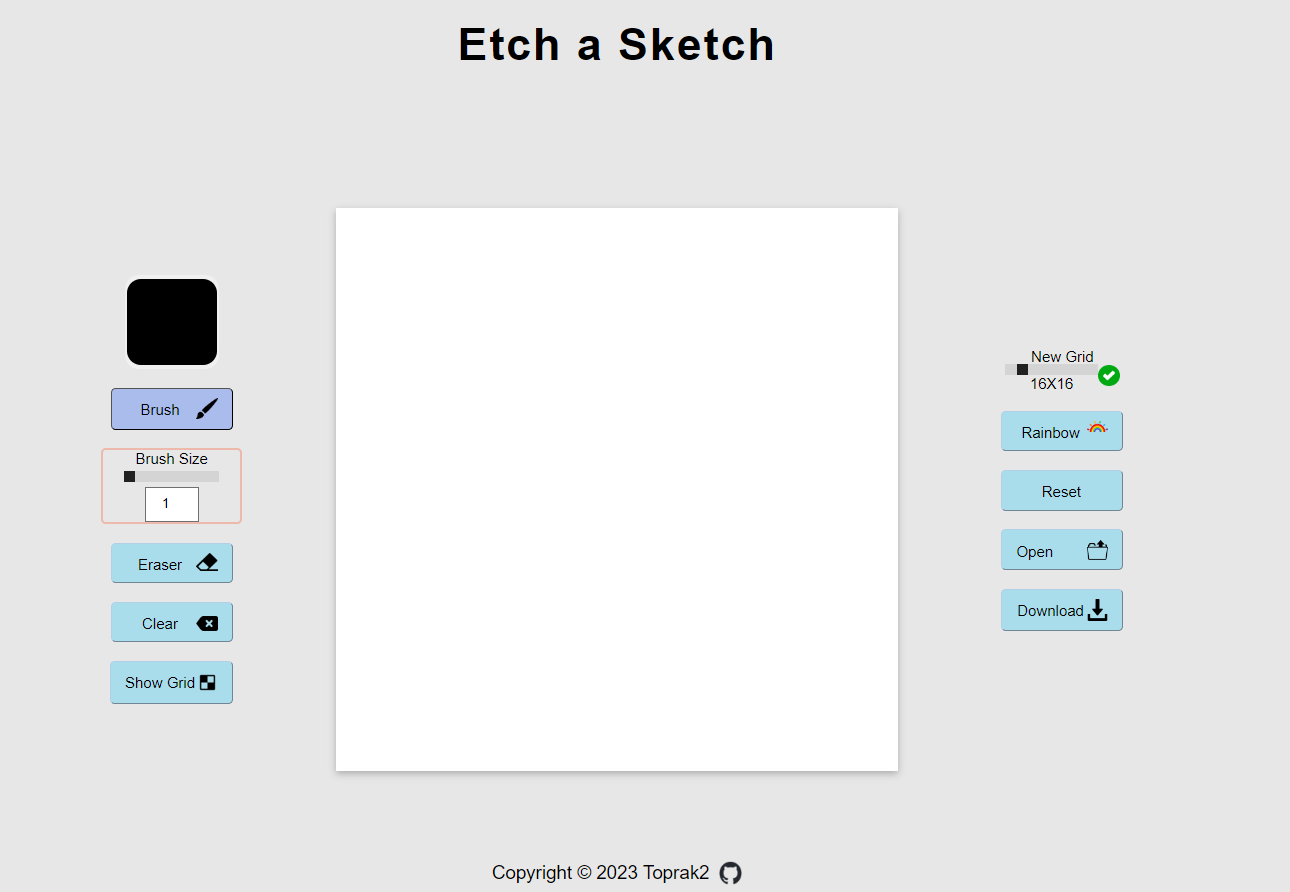 Etch a Sketch
Brush
Brush Size
1
Eraser
Clear
Show Grid
New Grid
16X16
Rainbow
Reset
Open
Download
Copyright © 2023 Toprak2